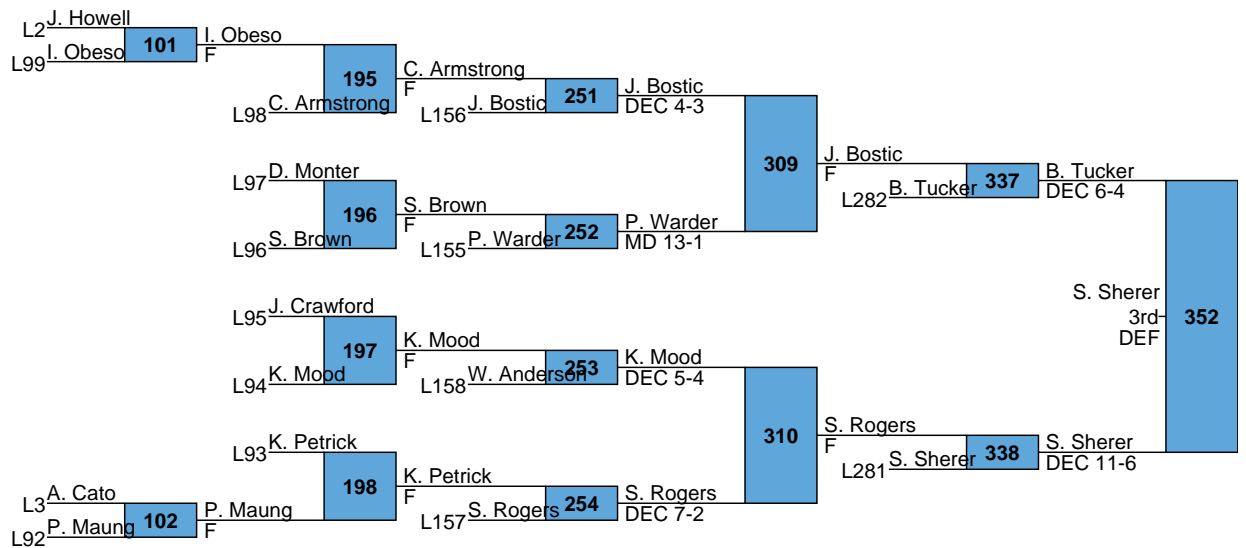 J. Howell
L2
101
I. Obeso
L99
I. Obeso
F
195
C. Armstrong
L98
C. Armstrong
F
251
J. Bostic
L156
J. Bostic
DEC 4-3
D. Monter
L97
196
S. Brown
L96
S. Brown
F
252
P. Warder
L155
P. Warder
MD 13-1
309
J. Bostic
F
337
B. Tucker
L282
B. Tucker
DEC 6-4
J. Crawford
L95
197
K. Mood
L94
K. Mood
F
253
W. Anderson
L158
K. Mood
DEC 5-4
K. Petrick
L93
198
A. Cato
L3
102
P. Maung
L92
P. Maung
F
K. Petrick
F
254
S. Rogers
L157
S. Rogers
DEC 7-2
310
S. Rogers
F
338
S. Sherer
L281
S. Sherer
DEC 11-6
S. Sherer
3rd
DEF
352